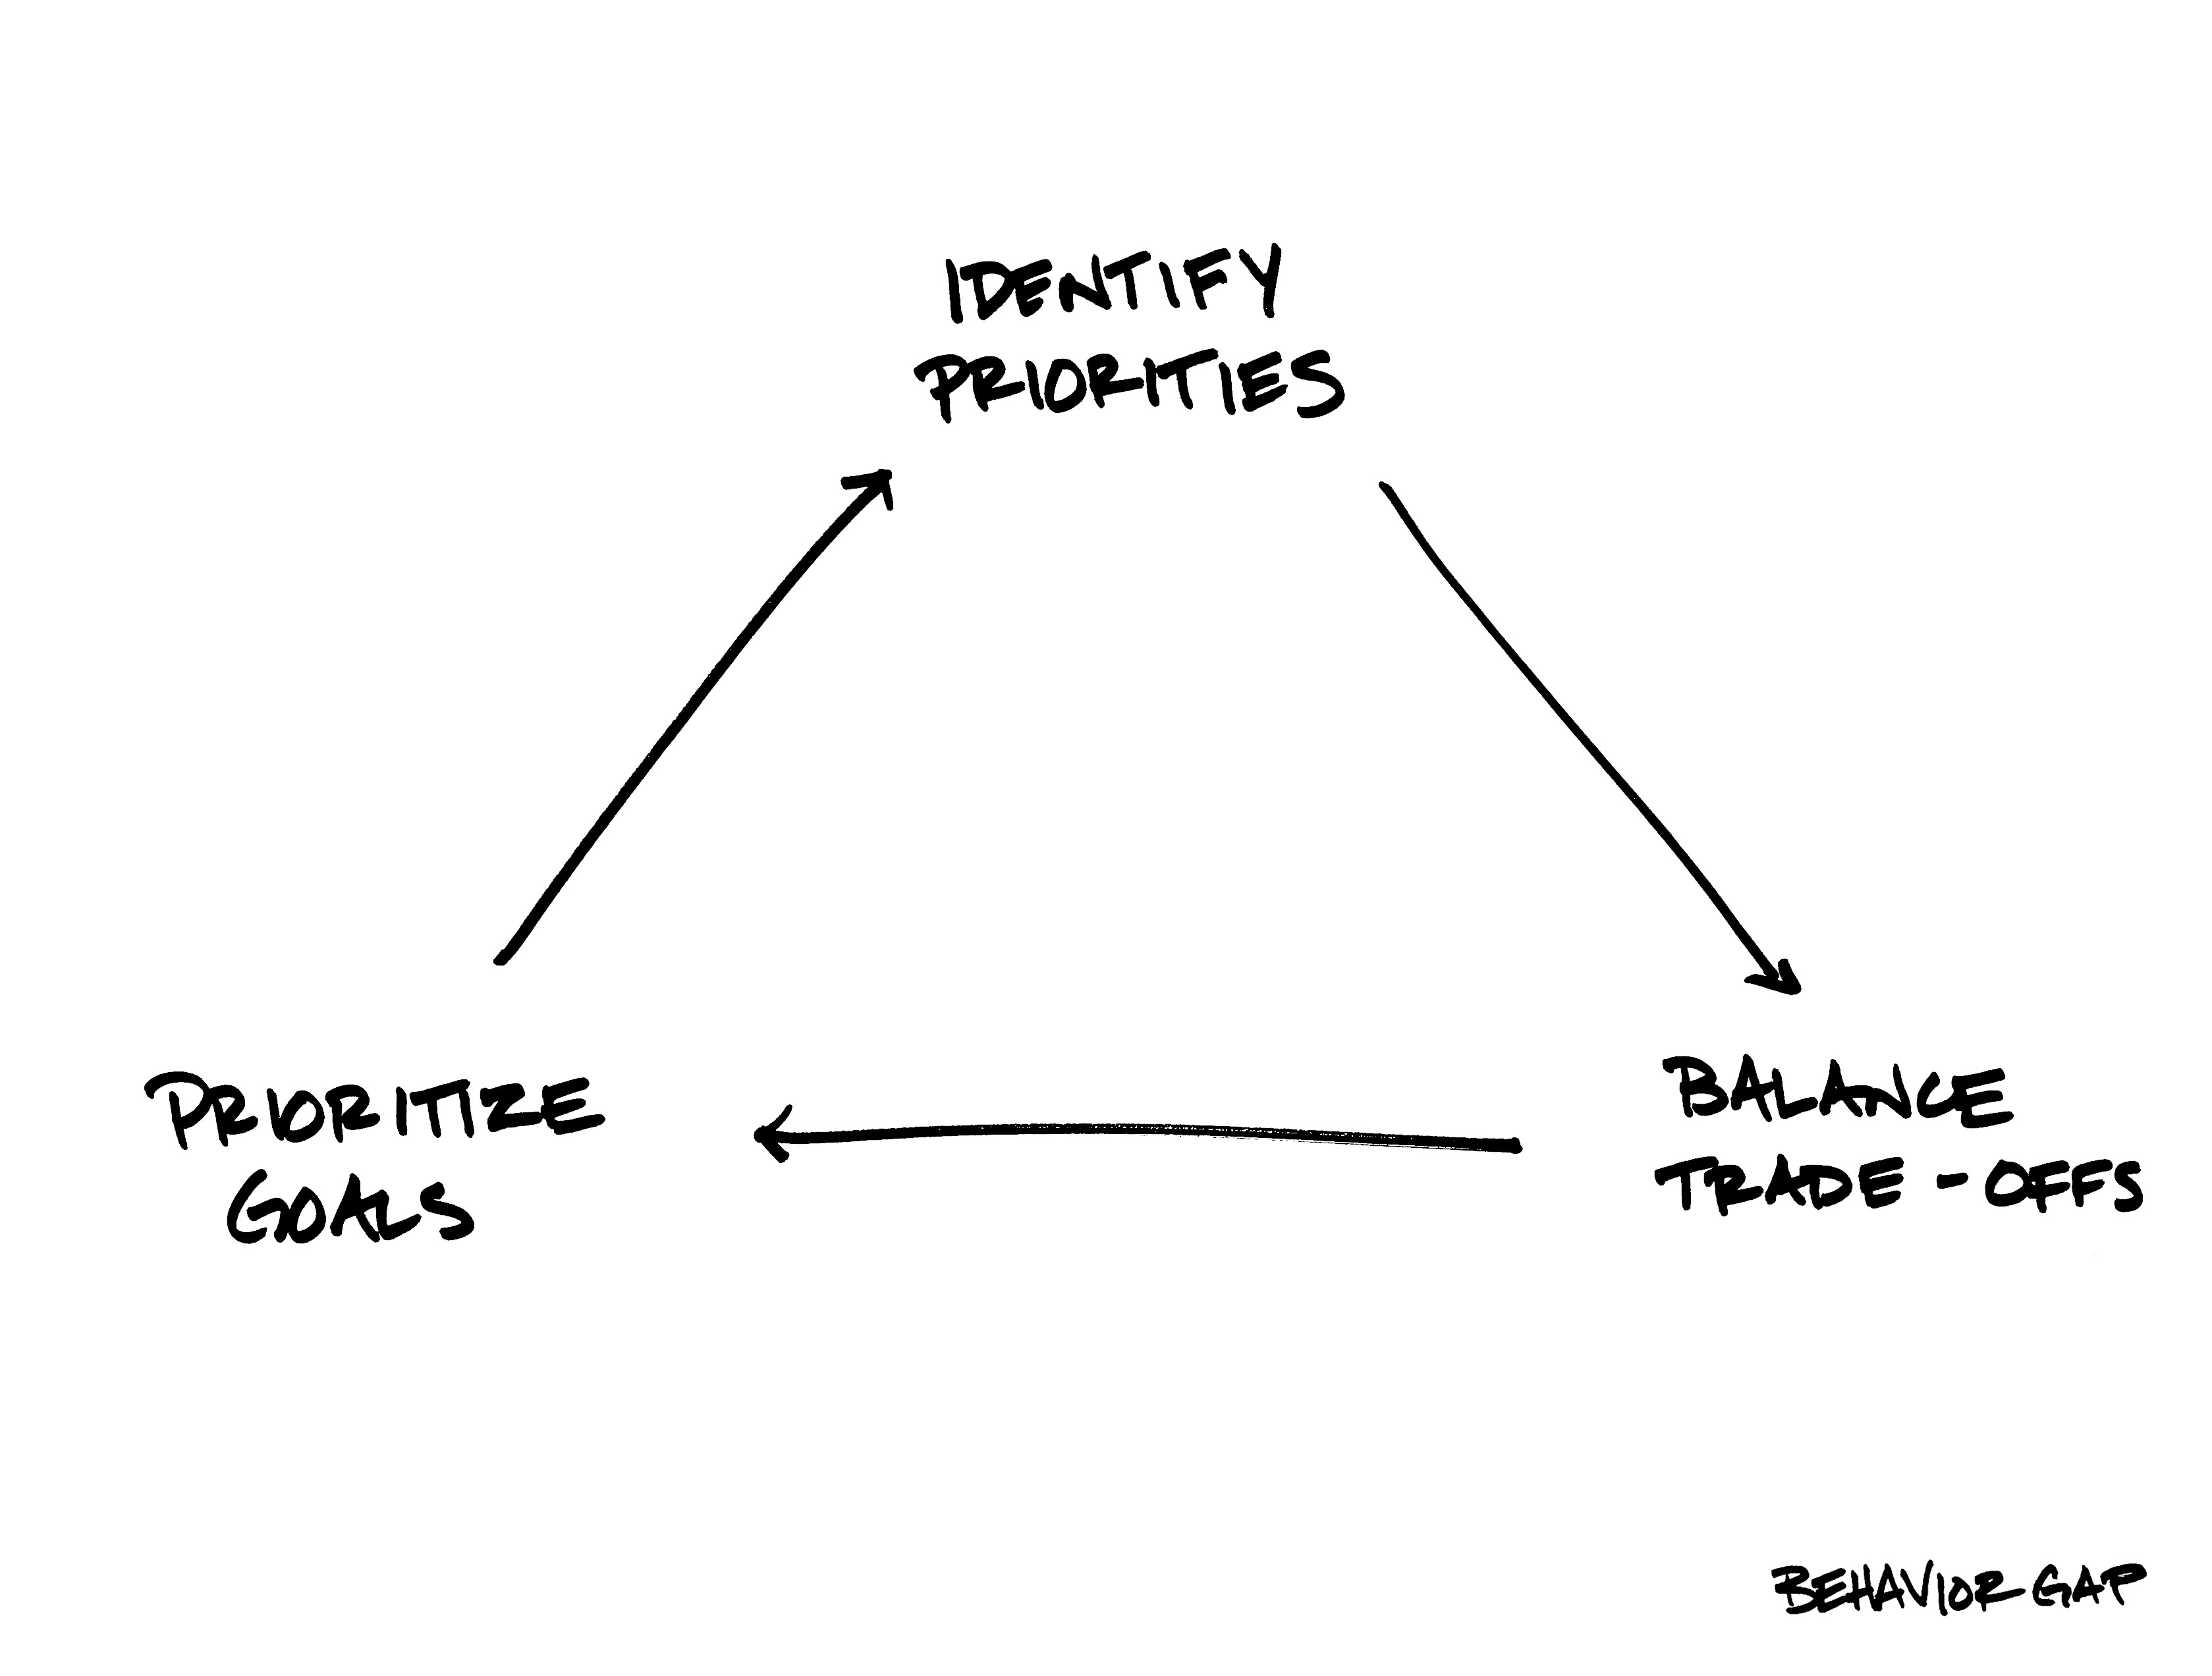 IDENTIFY
PRIORITIES
PRIORITIZE
GOALS
BALANCE
TRADE-OFFS
BEHAVIOR GAP